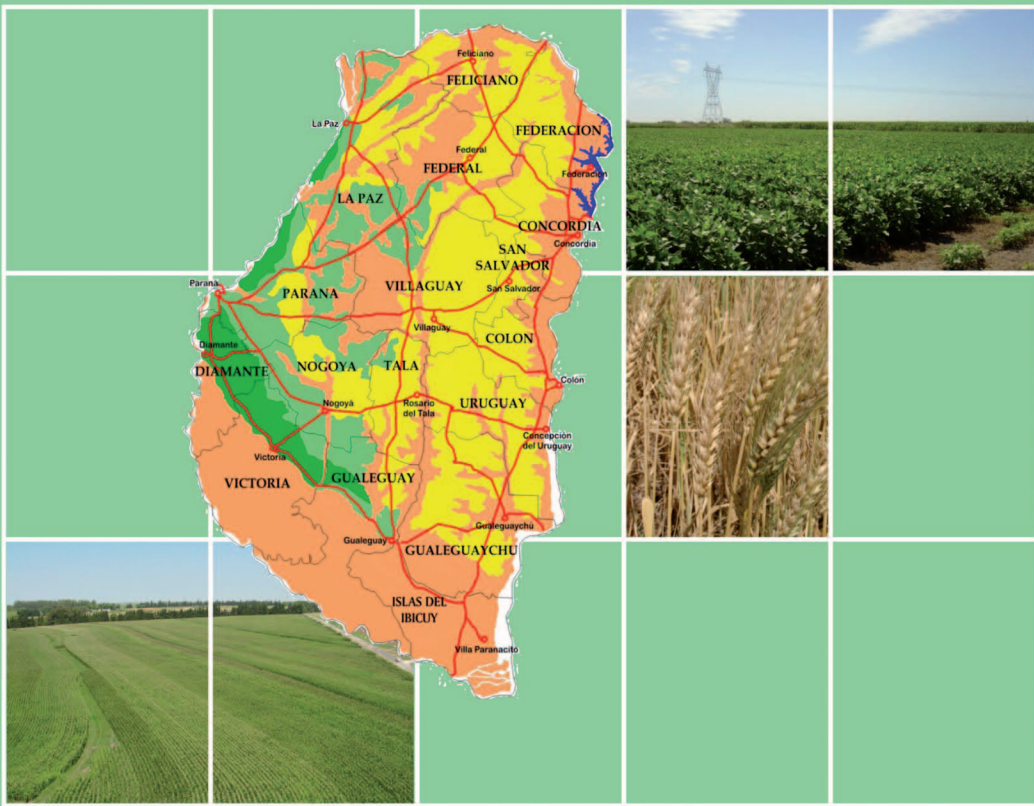 Feliciano
FELICIANO
La Paz
FEDERACION
Federal
FEDERAL
Federación
LA PAZ
CONCORDIA
Concordia
SAN
SALVADOR
Paraná
PARANA
VILLAGUAY
San Salvador
Villaguay
COLON
Diamante
DIAMANTE
NOGOYA
TALA
Colón
Nogoyá
Rosario
del Tala
URUGUAY
Concepción
del Uruguay
Victoria
VICTORIA
GUALEGUAY
Gualeguaychú
Gualeguay
GUALEGUAYCHU
ISLAS DEL
IBICUY
Villa Paranacito